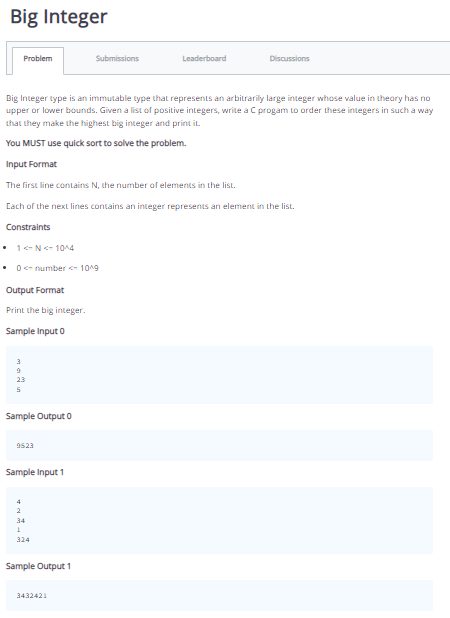 Big Integer
Problem
Submissions
Leaderboard
Discussions
Big Integer type is an immutable type that represents an arbitrarily large integer whose value in theory has no
upper or lower bounds. Given a list of positive integers, write a C progam to order these integers in such a way
that they make the highest big integer and print it.
You MUST use quick sort to solve the problem.
Input Format
The first line contains N, the number of elements in the list.
Each of the next lines contains an integer represents an element in the list.
Constraints
• 1 <= N <= 10^4
• 0 <= number <= 10^9
Output Format
Print the big integer.
Sample Input 0
3
9
23
5
Sample Output 0
9523
Sample Input 1
4
2
34
1
324
Sample Output 1
3432421